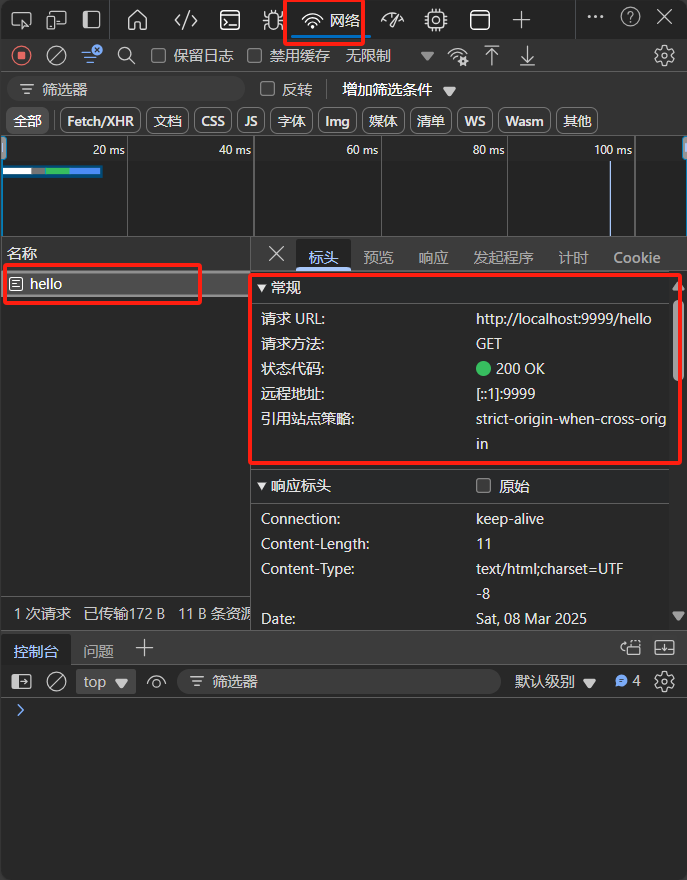 网络
保留日志 禁用缓存 无限制
筛选器 反转 增加筛选条件
全部 Fetch/XHR 文档 CSS JS 字体 Img 媒体 清单 WS Wasm 其他
20 ms 40 ms 60 ms 80 ms 100 ms
名称
hello
标头 预览 响应 发起程序 计时 Cookie
常规
请求 URL: http://localhost:9999/hello
请求方法: GET
状态代码: 200 OK
远程地址: [::1]:9999
引用站点策略: strict-origin-when-cross-orig
in
响应标头 原始
Connection: keep-alive
Content-Length: 11
Content-Type: text/html;charset=UTF
-8
Date: Sat, 08 Mar 2025
1 次请求 已传输172 B 11 B 条资源
控制台 问题
top 筛选器 默认级别 4